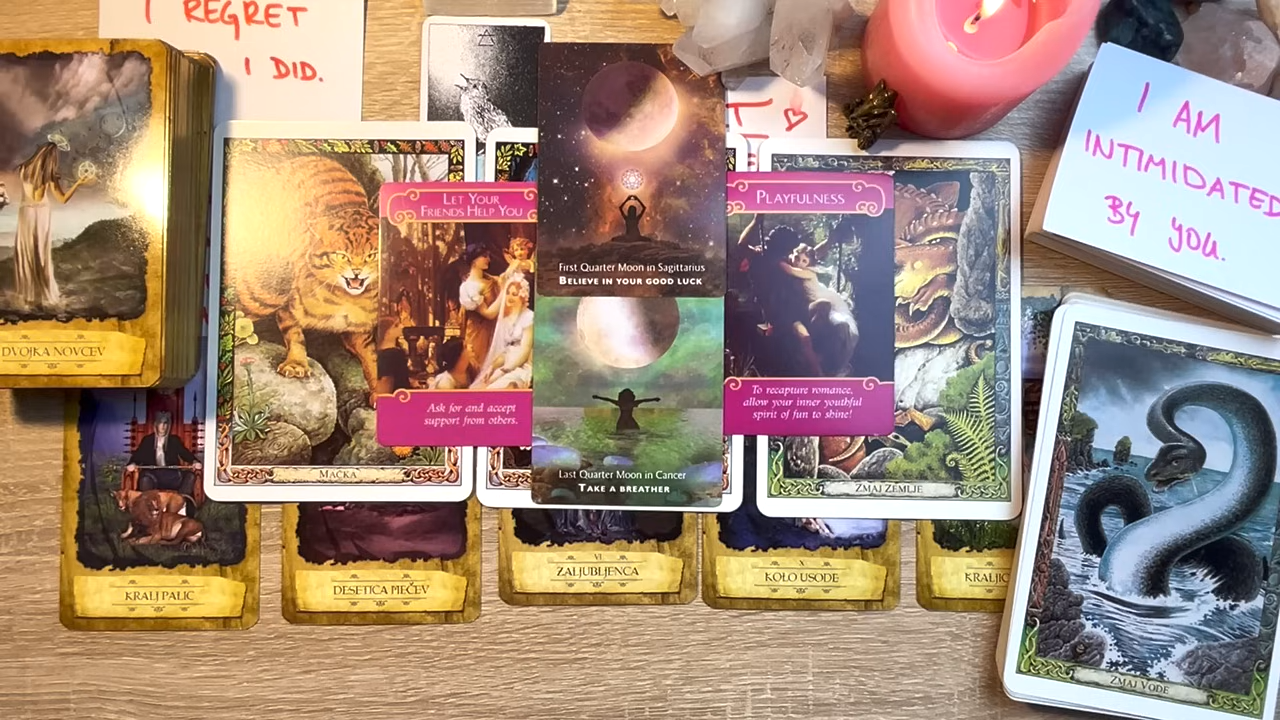 I REGRET
I DID.
DVOJKA NOVCEV
MAČKA
LET YOUR
FRIENDS HELP YOU
Ask for and accept
support from others.
First Quarter Moon in Sagittarius
BELIEVE IN YOUR GOOD LUCK
Last Quarter Moon in Cancer
TAKE A BREATHER
PLAYFULNESS
To recapture romance,
allow your inner youthful
spirit of fun to shine!
ZMAJ ZEMLJE
I AM
INTIMIDATED
BY YOU.
ZMAJ VODE
KRALJ PALIC
DESETICA MEČEV
VI
ZALJUBLJENCA
X
KOLO USODE